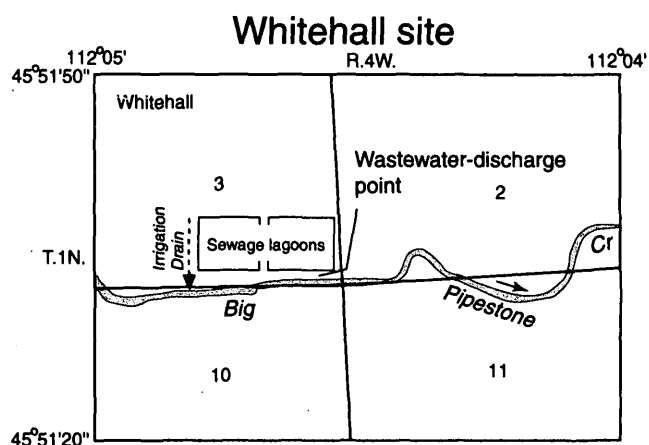 Whitehall site
112°05' R.4W. 112°04'
45°51'50"
Whitehall
Wastewater-discharge
point
3
2
Irrigation
Drain
Sewage lagoons
T.1N.
Cr
Big
Pipestone
10
11
45°51'20"